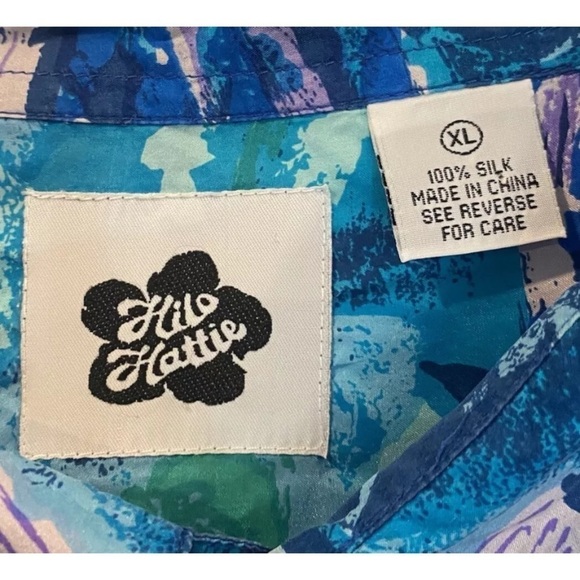 Hilo
Hattie
XL
100% SILK
MADE IN CHINA
SEE REVERSE
FOR CARE